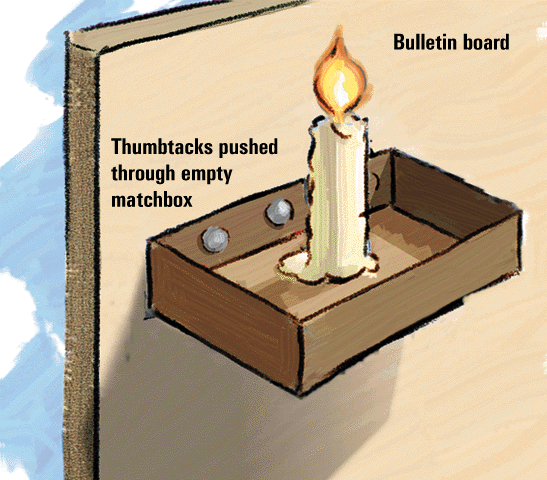 Bulletin board
Thumbtacks pushed
through empty
matchbox